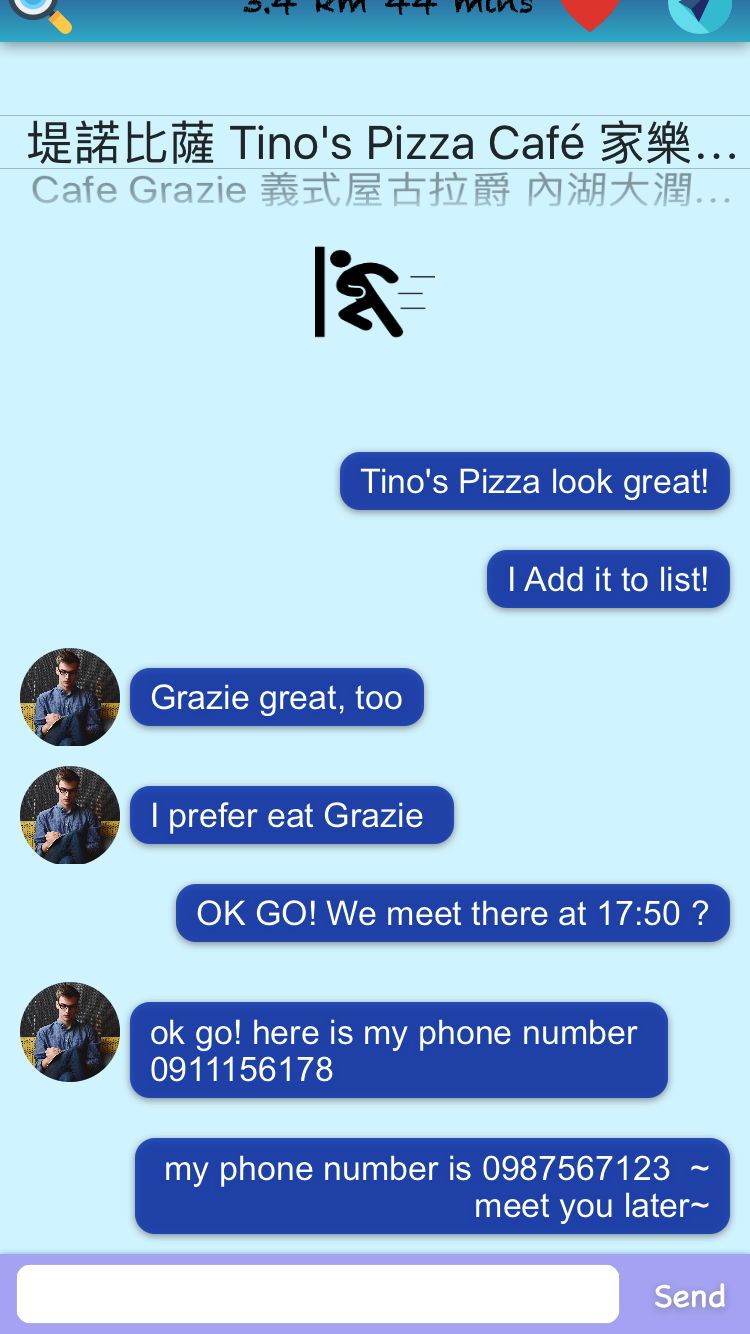 3.4 km 44 mins
堤諾比薩 Tino's Pizza Café 家樂...
Cafe Grazie 義式屋古拉爵 內湖大潤...
Tino's Pizza look great!
I Add it to list!
Grazie great, too
I prefer eat Grazie
OK GO! We meet there at 17:50 ?
ok go! here is my phone number
0911156178
my phone number is 0987567123 ~
meet you later~
Send